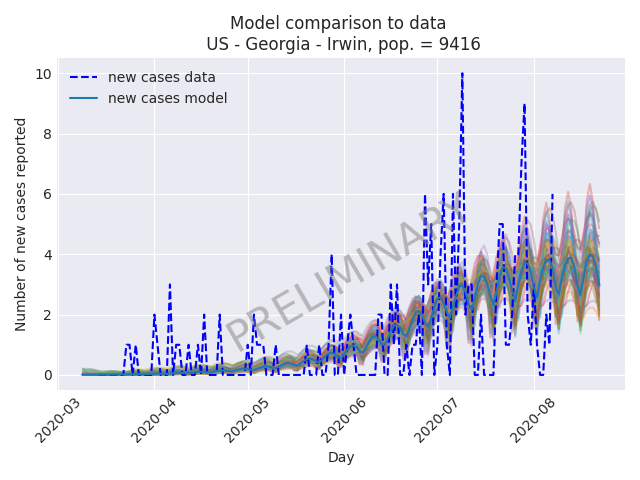 Model comparison to data
US - Georgia - Irwin, pop. = 9416
new cases data
new cases model
10
8
6
4
2
0
Number of new cases reported
PRELIMINARY
2020-03
2020-04
2020-05
2020-06
2020-07
2020-08
Day